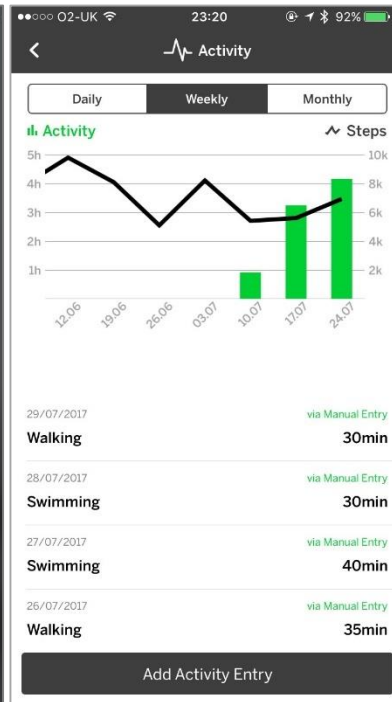 O2-UK 23:20 92%
Activity
Daily Weekly Monthly
Activity Steps
5h 10k
4h 8k
3h 6k
2h 4k
1h 2k
12.06 19.06 26.06 03.07 10.07 17.07 24.07
29/07/2017 via Manual Entry
Walking 30min
28/07/2017 via Manual Entry
Swimming 30min
27/07/2017 via Manual Entry
Swimming 40min
26/07/2017 via Manual Entry
Walking 35min
Add Activity Entry